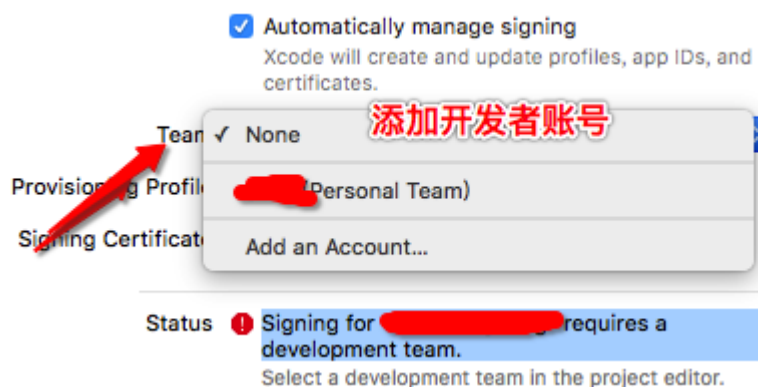 Automatically manage signing
Xcode will create and update profiles, app IDs, and
certificates.
添加开发者账号
Team ✓ None
Provisioning Profile
(Personal Team)
Signing Certificate
Add an Account...
Status Signing for requires a
development team.
Select a development team in the project editor.